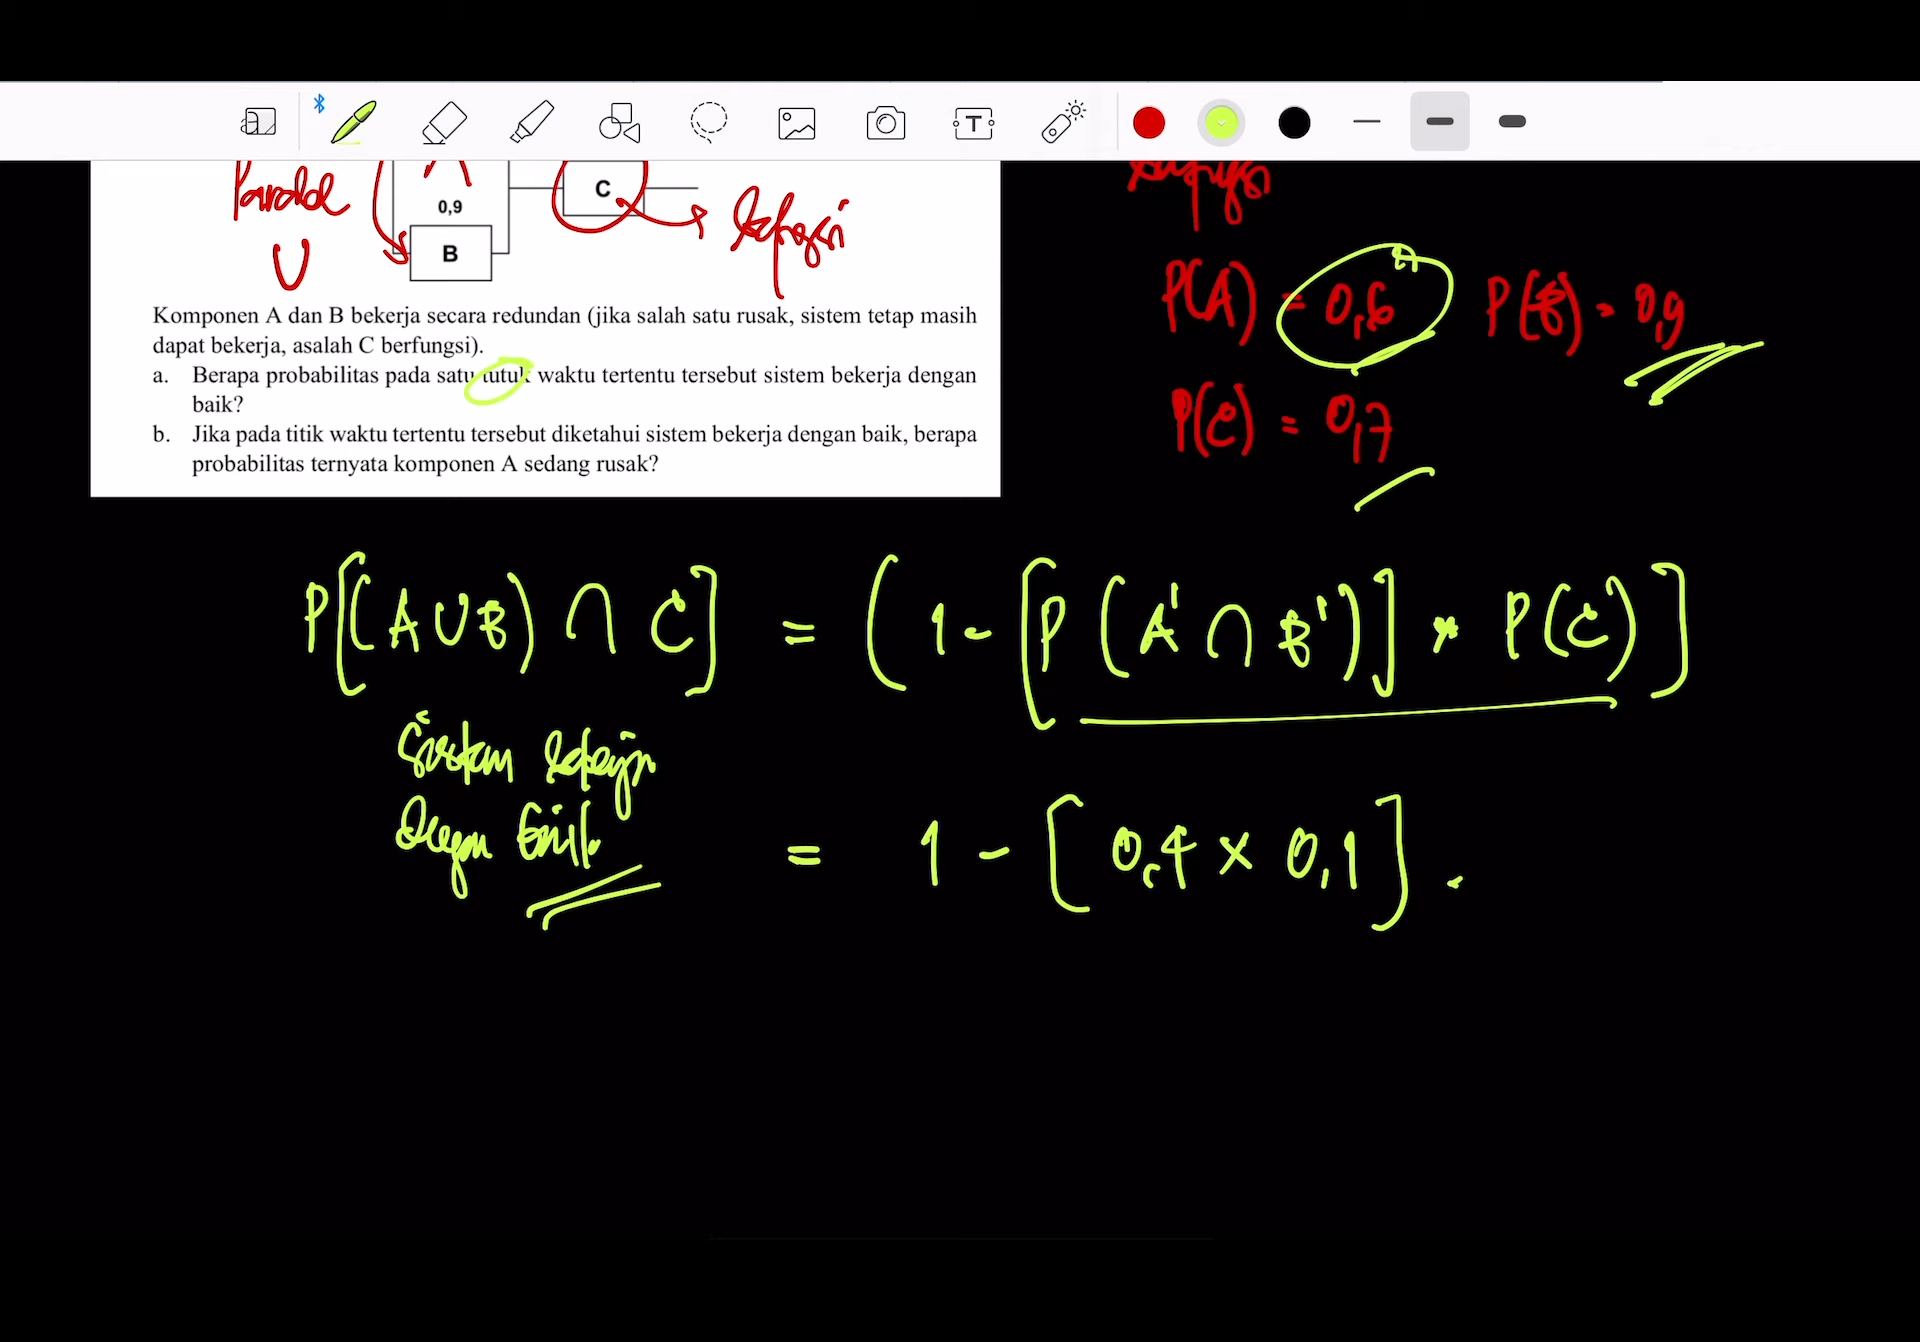 Paralel
U
0,9
C
B
P(A) = 0,6
P(B) = 0,9
P(C) = 0,7
Komponen A dan B bekerja secara redundan (jika salah satu rusak, sistem tetap masih
dapat bekerja, asalah C berfungsi).
a. Berapa probabilitas pada satu tutuk waktu tertentu tersebut sistem bekerja dengan
baik?
b. Jika pada titik waktu tertentu tersebut diketahui sistem bekerja dengan baik, berapa
probabilitas ternyata komponen A sedang rusak?
P[(A∪B) ∩ C] = (1 - [P(A' ∩ B')] * P(C)]
Sistem bekerja
dengan baik
= 1 - [0,4 x 0,1] .